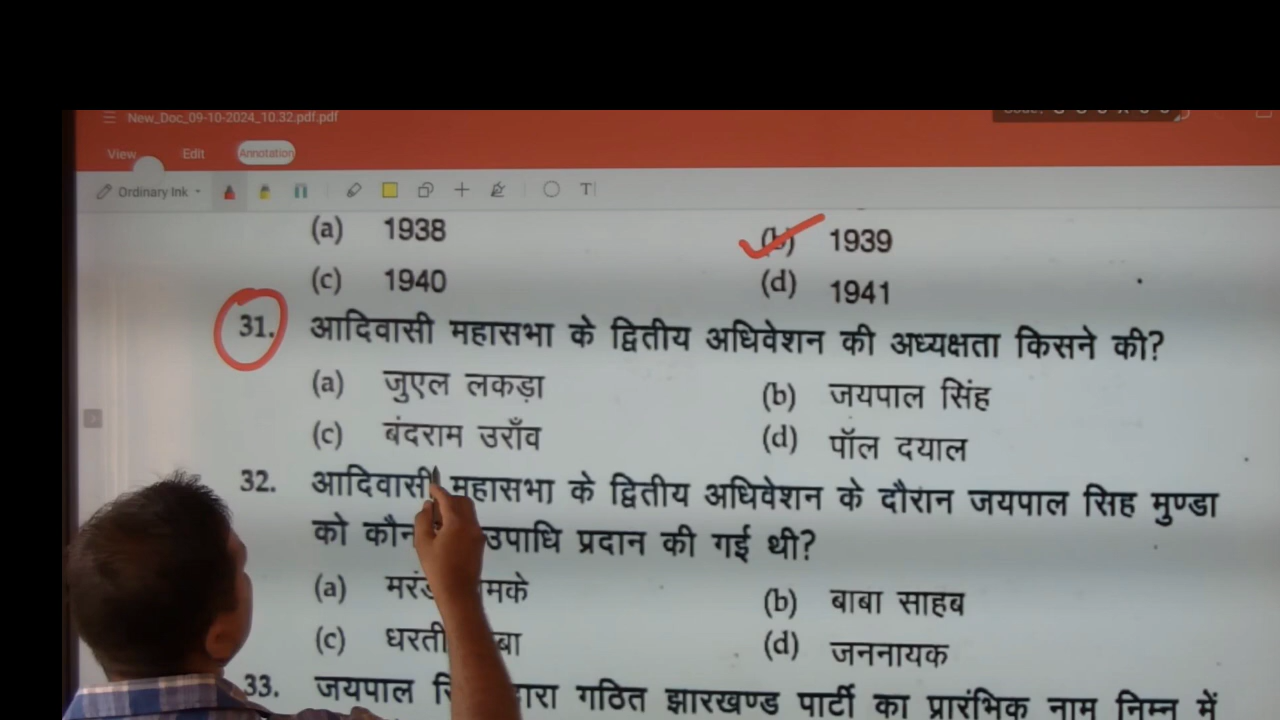 New_Doc_09-10-2024_10.32.pdf.pdf
View Edit Annotation
Ordinary Ink T
(a) 1938 (b) 1939
(c) 1940 (d) 1941
31. आदिवासी महासभा के द्वितीय अधिवेशन की अध्यक्षता किसने की?
(a) जुएल लकड़ा (b) जयपाल सिंह
(c) बंदराम उराँव (d) पॉल दयाल
32. आदिवासी महासभा के द्वितीय अधिवेशन के दौरान जयपाल सिंह मुण्डा
को कौन उपाधि प्रदान की गई थी?
(a) (b) बाबा साहब
(c) धरती (d) जननायक
33. जयपाल गठित झारखण्ड पार्टी का प्रारंभिक नाम निम्न में